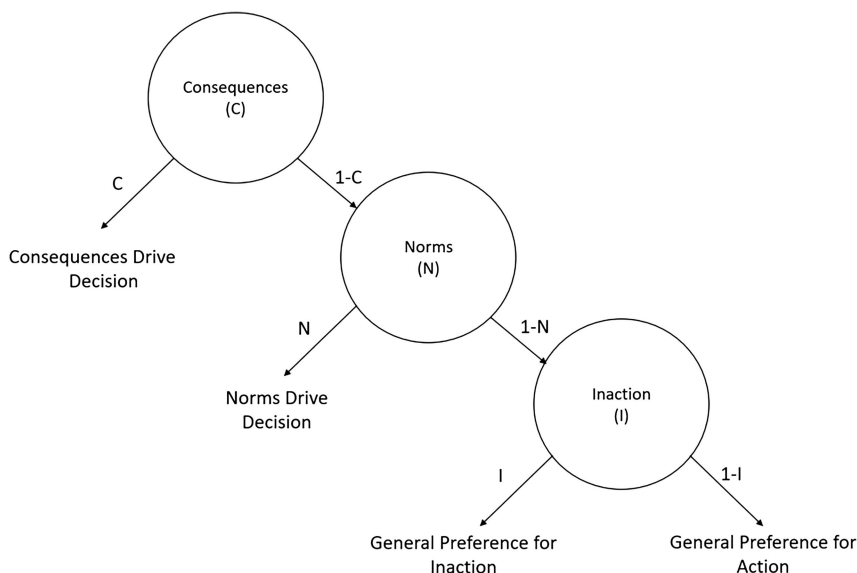 Consequences
(C)
C
1-C
Consequences Drive
Decision
Norms
(N)
N
1-N
Norms Drive
Decision
Inaction
(I)
I
1-I
General Preference for
Inaction
General Preference for
Action